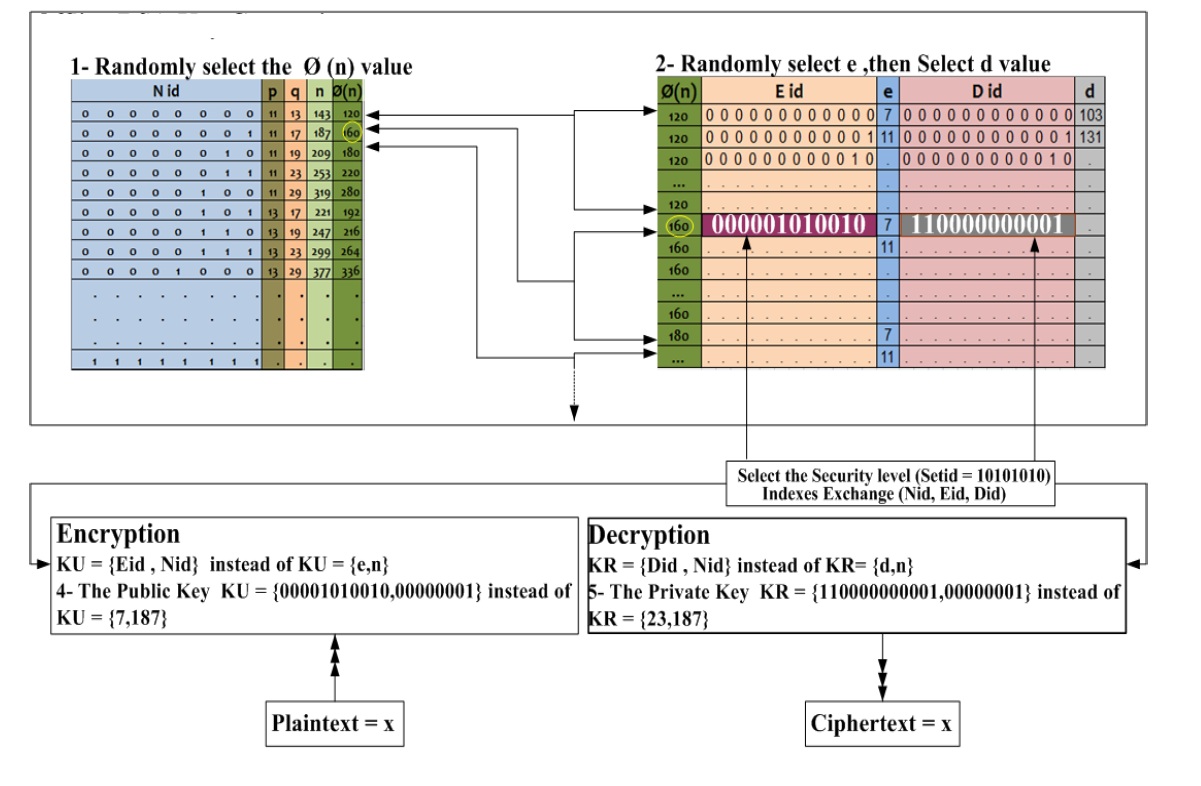 1- Randomly select the Ø (n) value
N id p q n Ø(n)
0 0 0 0 0 0 0 0 11 13 143 120
0 0 0 0 0 0 0 1 11 17 187 160
0 0 0 0 0 0 1 0 11 19 209 180
0 0 0 0 0 0 1 1 11 23 253 220
0 0 0 0 0 1 0 0 11 29 319 280
0 0 0 0 0 1 0 1 13 17 221 192
0 0 0 0 0 1 1 0 13 19 247 216
0 0 0 0 0 1 1 1 13 23 299 264
0 0 0 0 1 0 0 0 13 29 377 336
. . . . . . . . . . . .
. . . . . . . . . . . .
. . . . . . . . . . . .
1 1 1 1 1 1 1 1 . . . .
2- Randomly select e ,then Select d value
Ø(n) E id e D id d
120 0 0 0 0 0 0 0 0 0 0 0 0 7 0 0 0 0 0 0 0 0 0 0 0 0 103
120 0 0 0 0 0 0 0 0 0 0 0 1 11 0 0 0 0 0 0 0 0 0 0 0 1 131
120 0 0 0 0 0 0 0 0 0 0 1 0 . 0 0 0 0 0 0 0 0 0 0 1 0 .
... . . . . . . . . . . . . . . . . . . . . . . . . . .
120 . . . . . . . . . . . . . . . . . . . . . . . . . .
160 000001010010 7 110000000001 .
160 . . . . . . . . . . . . 11 . . . . . . . . . . . . .
160 . . . . . . . . . . . . . . . . . . . . . . . . . .
... . . . . . . . . . . . . . . . . . . . . . . . . . .
160 . . . . . . . . . . . . . . . . . . . . . . . . . .
180 . . . . . . . . . . . . 7 . . . . . . . . . . . . .
... . . . . . . . . . . . . 11 . . . . . . . . . . . . .
Select the Security level (Setid = 10101010)
Indexes Exchange (Nid, Eid, Did)
Encryption
KU = {Eid , Nid} instead of KU = {e,n}
4- The Public Key KU = {00001010010,00000001} instead of
KU = {7,187}
Decryption
KR = {Did , Nid} instead of KR= {d,n}
5- The Private Key KR = {110000000001,00000001} instead of
KR = {23,187}
Plaintext = x
Ciphertext = x